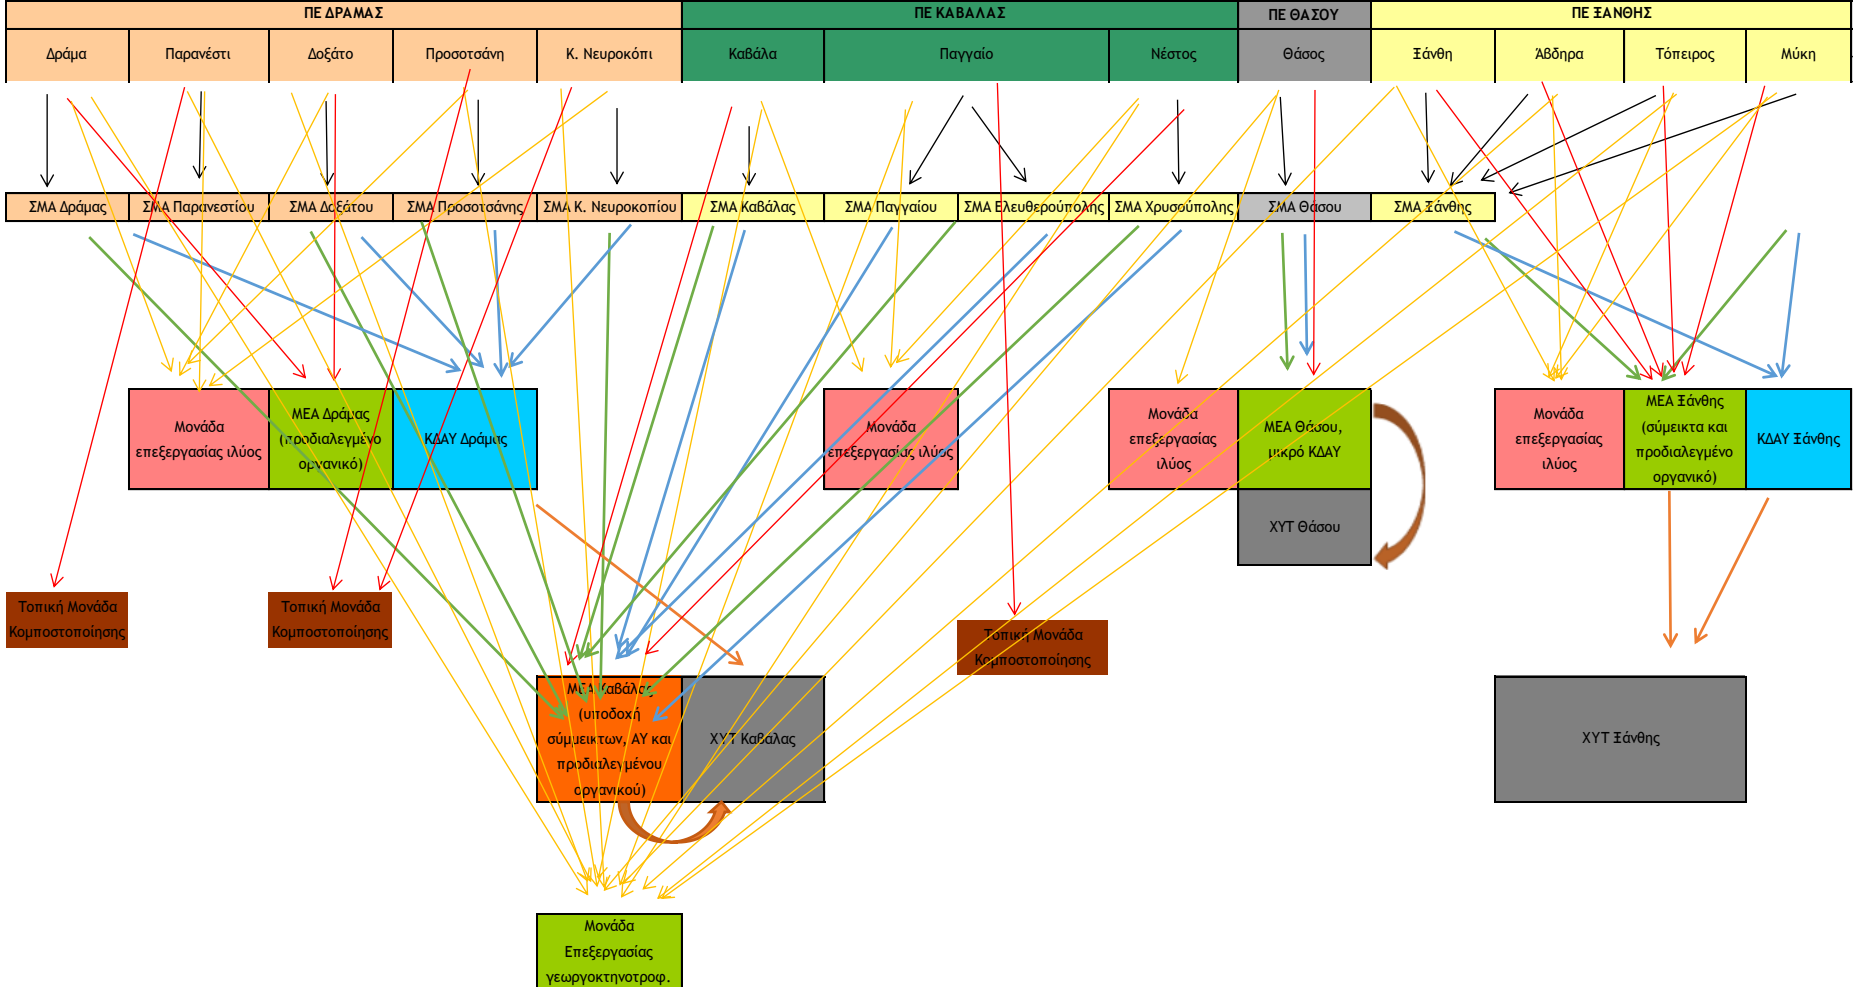 ΠΕ ΔΡΑΜΑΣ
ΠΕ ΚΑΒΑΛΑΣ
ΠΕ ΘΑΣΟΥ
ΠΕ ΞΑΝΘΗΣ
Δράμα
Παρανέστι
Δοξάτο
Προσοτσάνη
Κ. Νευροκόπι
Καβάλα
Παγγαίο
Νέστος
Θάσος
Ξάνθη
Άβδηρα
Τόπειρος
Μύκη
ΣΜΑ Δράμας
ΣΜΑ Παρανεστίου
ΣΜΑ Δοξάτου
ΣΜΑ Προσοτσάνης
ΣΜΑ Κ. Νευροκοπίου
ΣΜΑ Καβάλας
ΣΜΑ Παγγαίου
ΣΜΑ Ελευθερούπολης
ΣΜΑ Χρυσούπολης
ΣΜΑ Θάσου
ΣΜΑ Ξάνθης
Μονάδα
επεξεργασίας ιλύος
ΜΕΑ Δράμας
(προδιαλεγμένο
οργανικό)
ΚΔΑΥ Δράμας
Μονάδα
επεξεργασίας ιλύος
Μονάδα
επεξεργασίας
ιλύος
ΜΕΑ Θάσου,
μικρό ΚΔΑΥ
ΧΥΤ Θάσου
Μονάδα
επεξεργασίας
ιλύος
ΜΕΑ Ξάνθης
(σύμεικτα και
προδιαλεγμένο
οργανικό)
ΚΔΑΥ Ξάνθης
Τοπική Μονάδα
Κομποστοποίησης
Τοπική Μονάδα
Κομποστοποίησης
Τοπική Μονάδα
Κομποστοποίησης
ΜΕΑ Καβάλας
(υποδοχή
σύμμεικτων, ΑΥ και
προδιαλεγμένου
οργανικού)
ΧΥΤ Καβάλας
ΧΥΤ Ξάνθης
Μονάδα
Επεξεργασίας
γεωργοκτηνοτροφ.